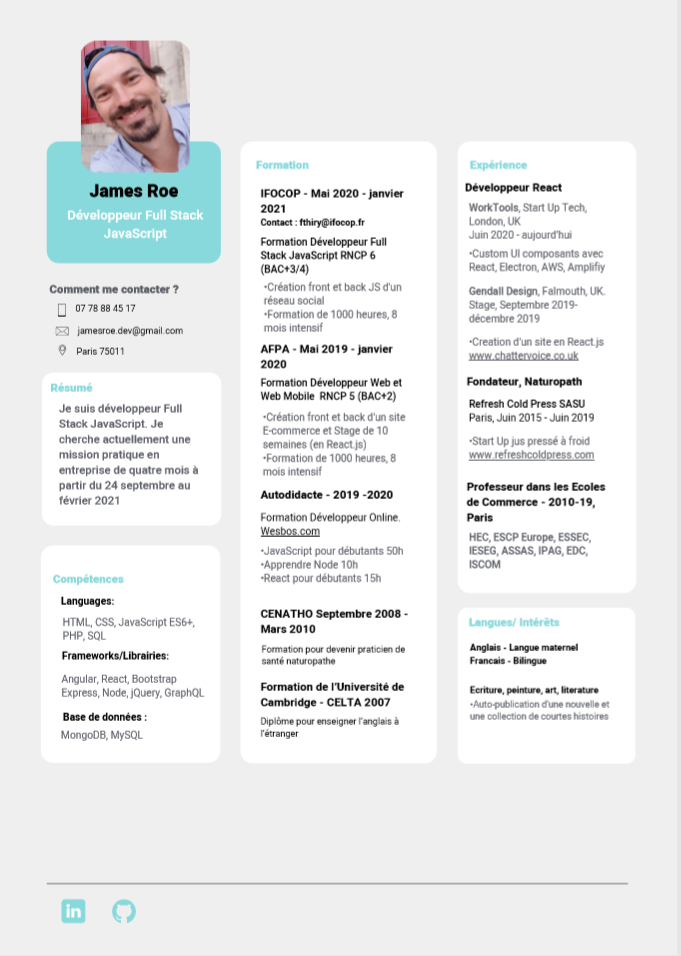 James Roe
Développeur Full Stack
JavaScript
Comment me contacter ?
07 78 88 45 17
jamesroe.dev@gmail.com
Paris 75011
Résumé
Je suis développeur Full
Stack JavaScript. Je
cherche actuellement une
mission pratique en
entreprise de quatre mois à
partir du 24 septembre au
février 2021
Compétences
Languages:
HTML, CSS, JavaScript ES6+,
PHP, SQL
Frameworks/Librairies:
Angular, React, Bootstrap
Express, Node, jQuery, GraphQL
Base de données :
MongoDB, MySQL
Formation
IFOCOP - Mai 2020 - janvier
2021
Contact : fthiry@ifocop.fr
Formation Développeur Full
Stack JavaScript RNCP 6
(BAC+3/4)
•Création front et back JS d'un
réseau social
•Formation de 1000 heures, 8
mois intensif
AFPA - Mai 2019 - janvier
2020
Formation Développeur Web et
Web Mobile RNCP 5 (BAC+2)
•Création front et back d'un site
E-commerce et Stage de 10
semaines (en React.js)
•Formation de 1000 heures, 8
mois intensif
Autodidacte - 2019 -2020
Formation Développeur Online.
Wesbos.com
•JavaScript pour débutants 50h
•Apprendre Node 10h
•React pour débutants 15h
CENATHO Septembre 2008 -
Mars 2010
Formation pour devenir praticien de
santé naturopathe
Formation de l'Université de
Cambridge - CELTA 2007
Diplôme pour enseigner l'anglais à
l'étranger
Expérience
Développeur React
WorkTools, Start Up Tech,
London, UK
Juin 2020 - aujourd'hui
•Custom UI composants avec
React, Electron, AWS, Amplifiy
Gendall Design, Falmouth, UK.
Stage, Septembre 2019-
décembre 2019
•Creation d'un site en React.js
www.chattervoice.co.uk
Fondateur, Naturopath
Refresh Cold Press SASU
Paris, Juin 2015 - Juin 2019
•Start Up jus pressé à froid
www.refreshcoldpress.com
Professeur dans les Ecoles
de Commerce - 2010-19,
Paris
HEC, ESCP Europe, ESSEC,
IESEG, ASSAS, IPAG, EDC,
ISCOM
Langues/ Intérêts
Anglais - Langue maternel
Francais - Bilingue
Ecriture, peinture, art, literature
•Auto-publication d'une nouvelle et
une collection de courtes histoires
in